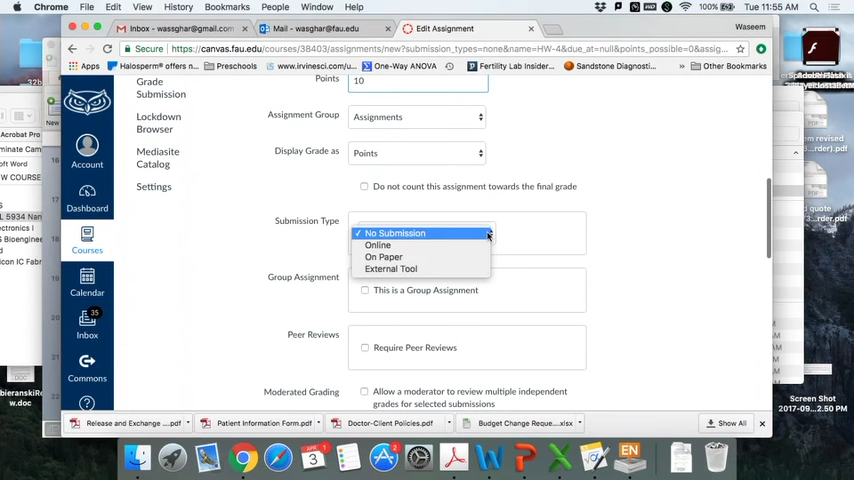 Chrome File Edit View History Bookmarks People Window Help 100% Tue 11:55 AM
Inbox - wassghar@gmail.com Mail - wasghar@fau.edu Edit Assignment Waseem
Secure https://canvas.fau.edu/courses/38403/assignments/new?submission_types=none&name=HW-4&due_at=null&points_possible=0&assig...
Apps Halosperm® offers n... Preschools www.irvinesci.com/u... One-Way ANOVA Fertility Lab Insider... Sandstone Diagnosti... Other Bookmarks
Grade
Submission
Lockdown
Browser
Mediasite
Catalog
Settings
Account
Dashboard
Courses
Calendar
35
Inbox
Commons
Points 10
Assignment Group Assignments
Display Grade as Points
Do not count this assignment towards the final grade
Submission Type
✓ No Submission
Online
On Paper
External Tool
Group Assignment This is a Group Assignment
Peer Reviews Require Peer Reviews
Moderated Grading Allow a moderator to review multiple independent
grades for selected submissions
Release and Exchange ....pdf Patient Information Form.pdf Doctor-Client Policies.pdf Budget Change Reque....xlsx Show All
Screen Shot
2017-09...2.50 PM